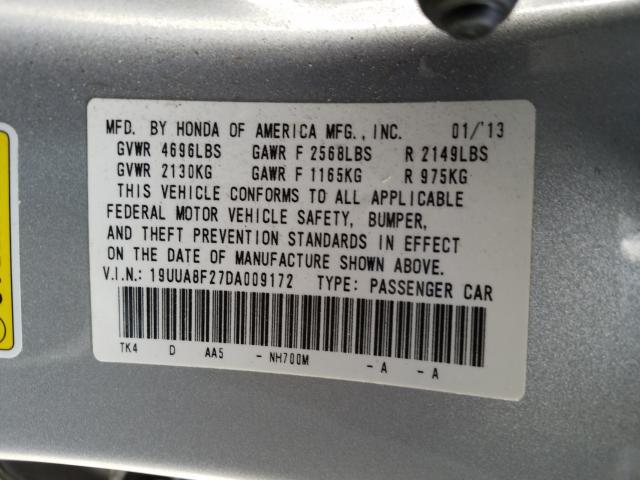 MFD. BY HONDA OF AMERICA MFG., INC. 01/'13
GVWR 4696LBS GAWR F 2568LBS R 2149LBS
GVWR 2130KG GAWR F 1165KG R 975KG
THIS VEHICLE CONFORMS TO ALL APPLICABLE
FEDERAL MOTOR VEHICLE SAFETY, BUMPER,
AND THEFT PREVENTION STANDARDS IN EFFECT
ON THE DATE OF MANUFACTURE SHOWN ABOVE.
V.I.N.: 19UUA8F27DA009172 TYPE: PASSENGER CAR
TK4 D AA5 - NH700M - A - A